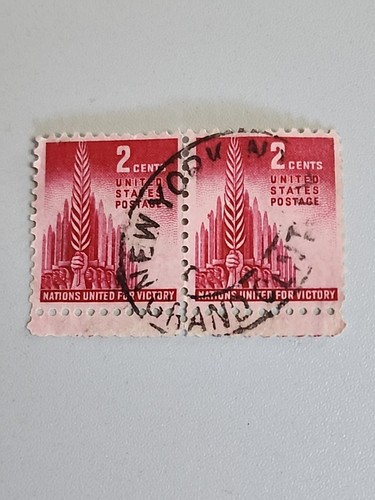 2 CENTS
UNITED
STATES
POSTAGE
NATIONS UNITED FOR VICTORY
2 CENTS
UNITED
STATES
POSTAGE
NATIONS UNITED FOR VICTORY
NEW YORK N
GRAND